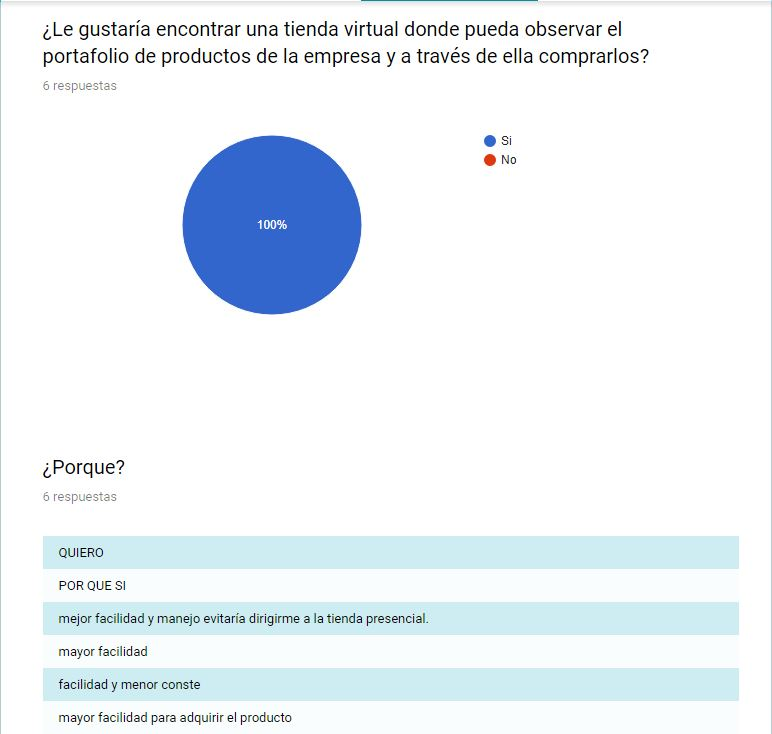 ¿Le gustaría encontrar una tienda virtual donde pueda observar el
portafolio de productos de la empresa y a través de ella comprarlos?
6 respuestas
Si
No
100%
¿Porque?
6 respuestas
QUIERO
POR QUE SI
mejor facilidad y manejo evitaría dirigirme a la tienda presencial.
mayor facilidad
facilidad y menor conste
mayor facilidad para adquirir el producto